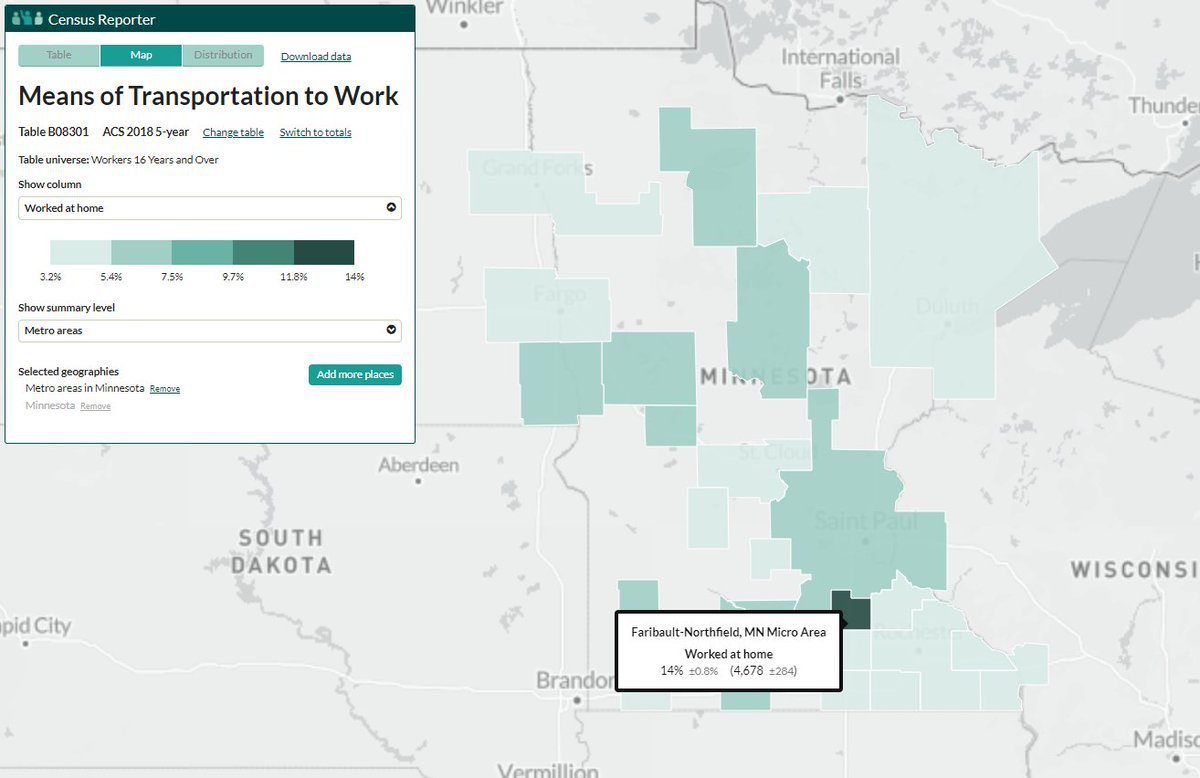 Census Reporter
Table Map Distribution Download data
Means of Transportation to Work
Table B08301 ACS 2018 5-year Change table Switch to totals
Table universe: Workers 16 Years and Over
Show column
Worked at home
3.2% 5.4% 7.5% 9.7% 11.8% 14%
Show summary level
Metro areas
Selected geographies Add more places
Metro areas in Minnesota Remove
Minnesota Remove
Winkler
International
Falls
Thunder
Grand Forks
Fargo
Duluth
MINNESOTA
Aberdeen
St. Cloud
SOUTH
DAKOTA
Saint Paul
WISCONSI
pid City
Rochest
Faribault-Northfield, MN Micro Area
Worked at home
14% ±0.8% (4,678 ±284)
Brandon
Madisc
Vermillion